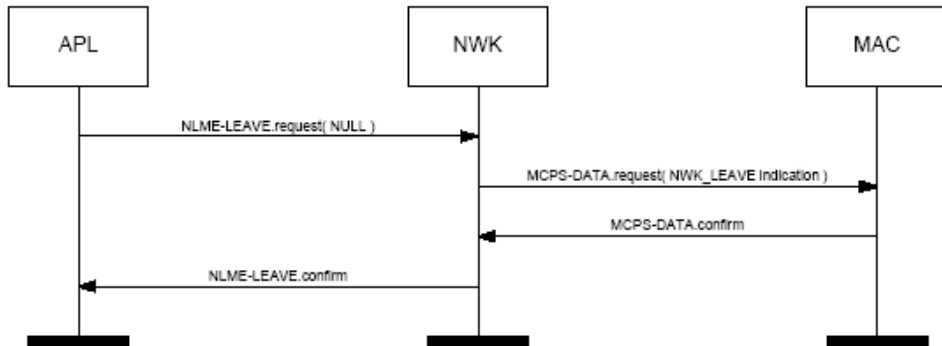 APL
NWK
MAC
NLME-LEAVE.request( NULL )
MCPS-DATA.request( NWK_LEAVE indication )
MCPS-DATA.confirm
NLME-LEAVE.confirm